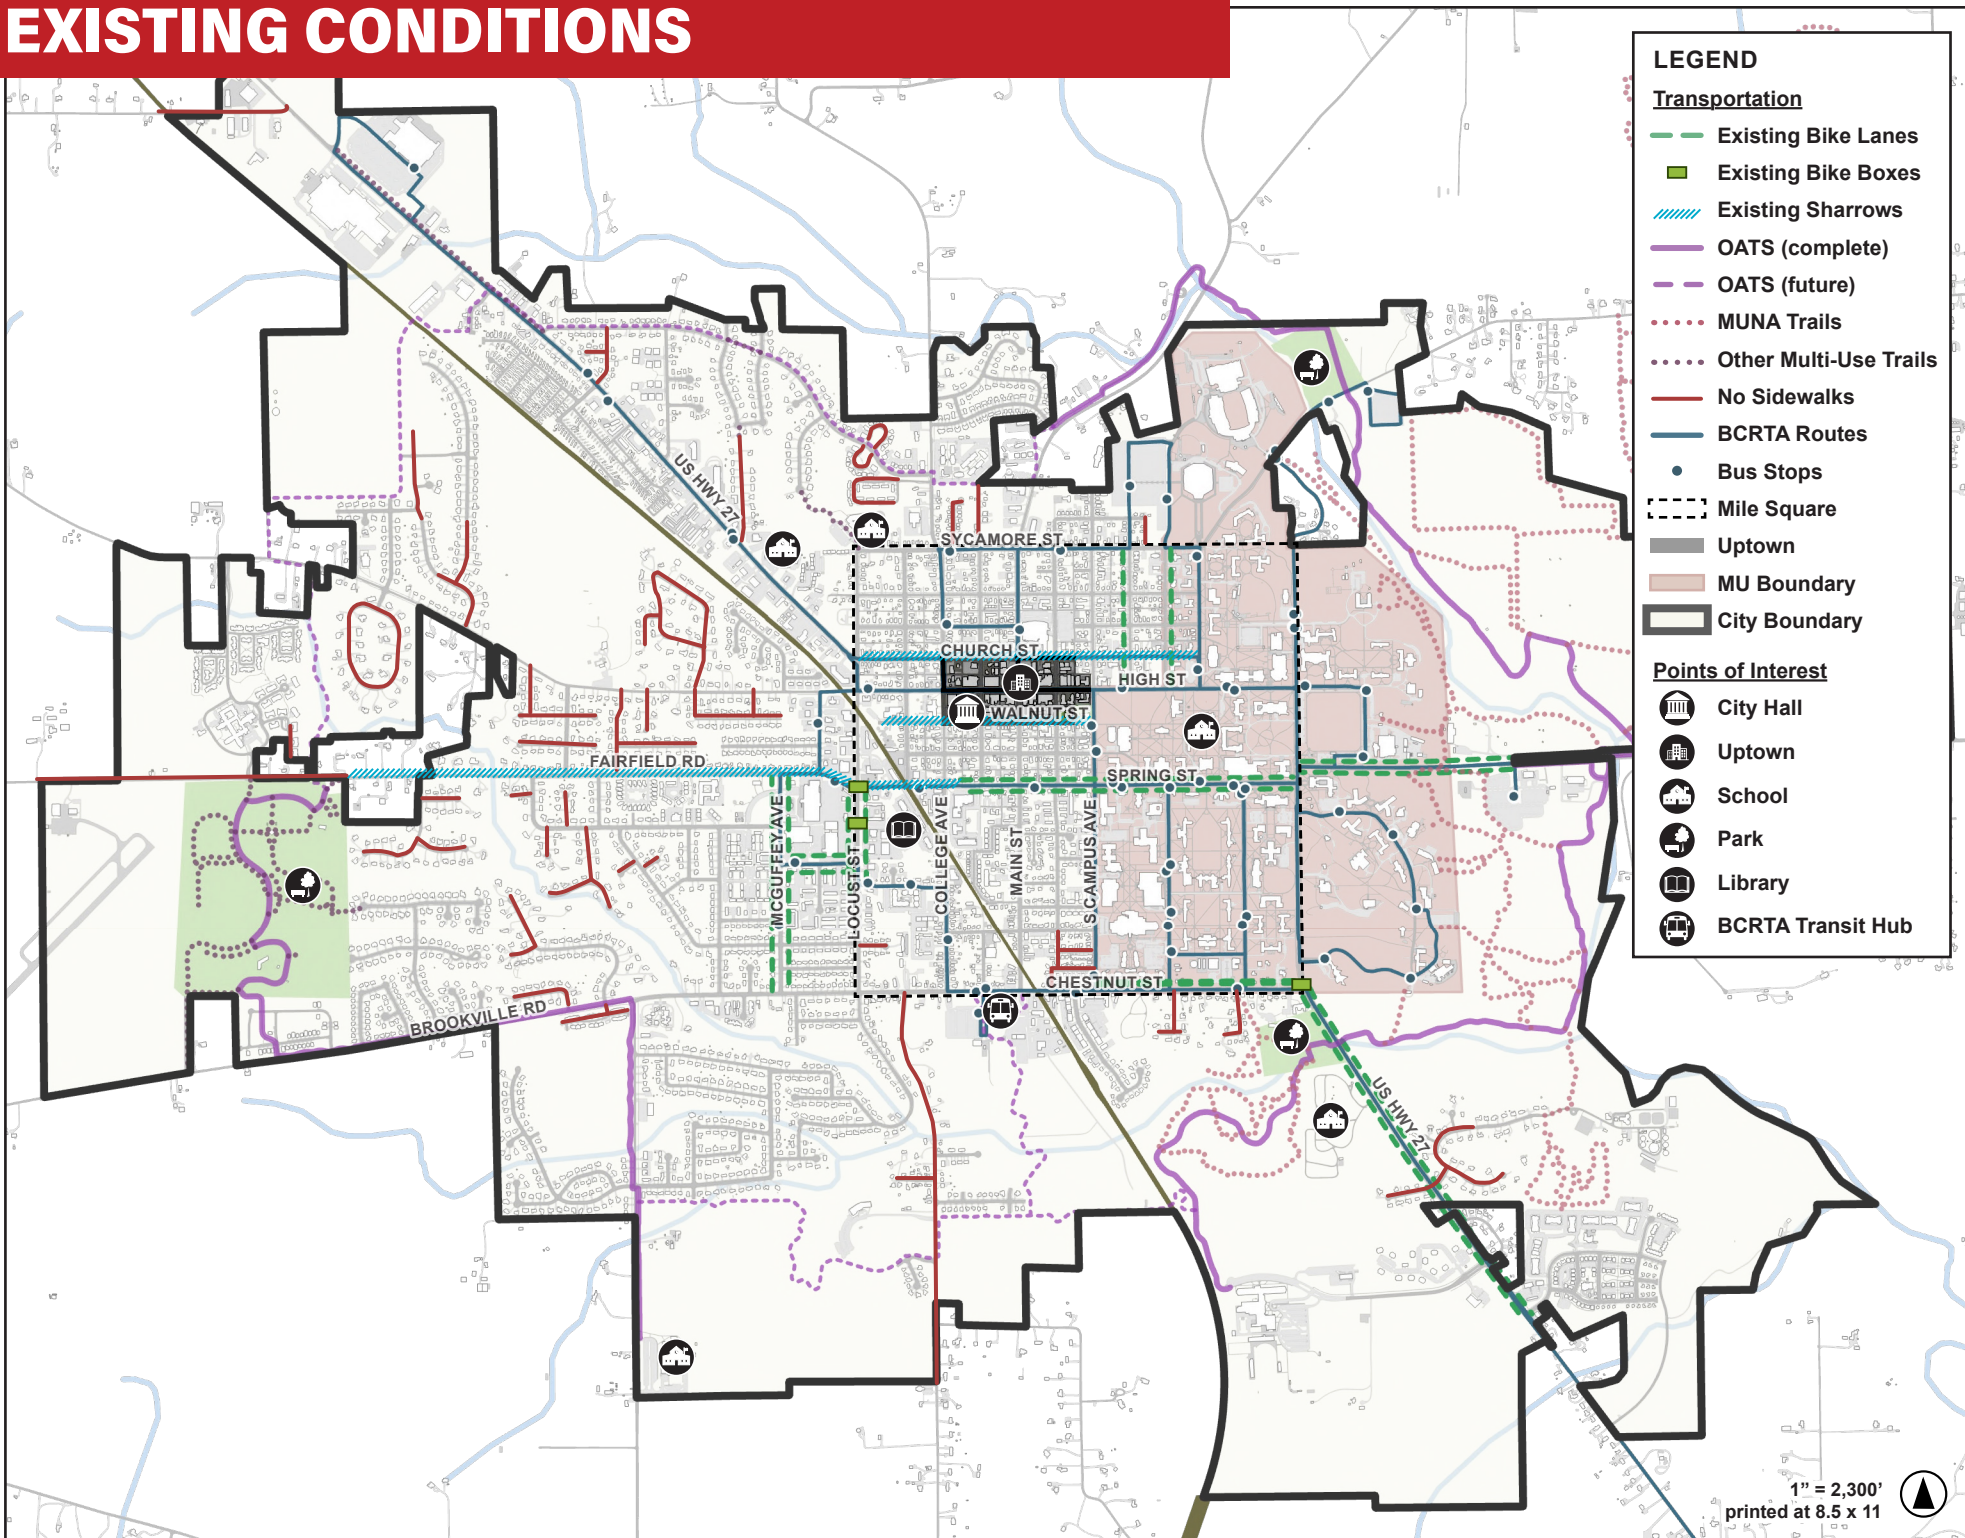 EXISTING CONDITIONS
LEGEND
Transportation
Existing Bike Lanes
Existing Bike Boxes
Existing Sharrows
OATS (complete)
OATS (future)
MUNA Trails
Other Multi-Use Trails
No Sidewalks
BCRTA Routes
Bus Stops
Mile Square
Uptown
MU Boundary
City Boundary
Points of Interest
City Hall
Uptown
School
Park
Library
BCRTA Transit Hub
US HWY 27
SYCAMORE ST
CHURCH ST
HIGH ST
WALNUT ST
FAIRFIELD RD
SPRING ST
MCGUFFEY AVE
LOCUST ST
COLLEGE AVE
MAIN ST
S CAMPUS AVE
CHESTNUT ST
BROOKVILLE RD
US HWY 27
1” = 2,300’
printed at 8.5 x 11